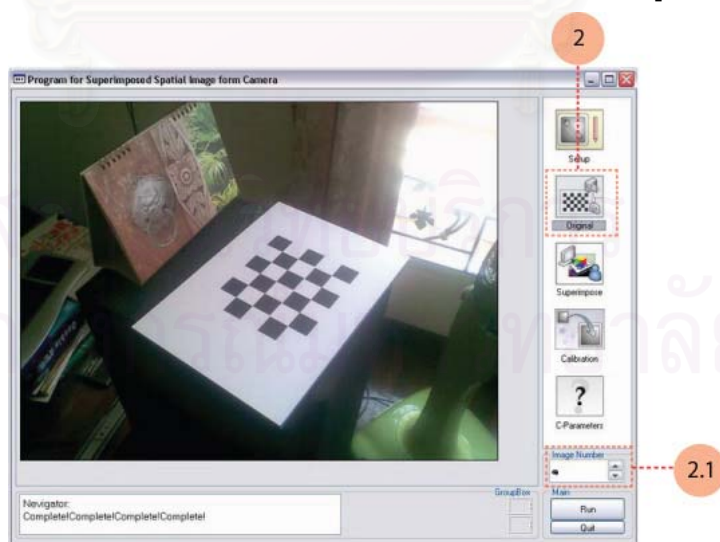 2
Program for Superimposed Spatial Image form Camera
Setup
Original
Superimpose
Calibration
?
C-Parameters
Image Number
2.1
Nevigator:
Complete!Complete!Complete!Complete!
GroupBox
Main
Run
Quit